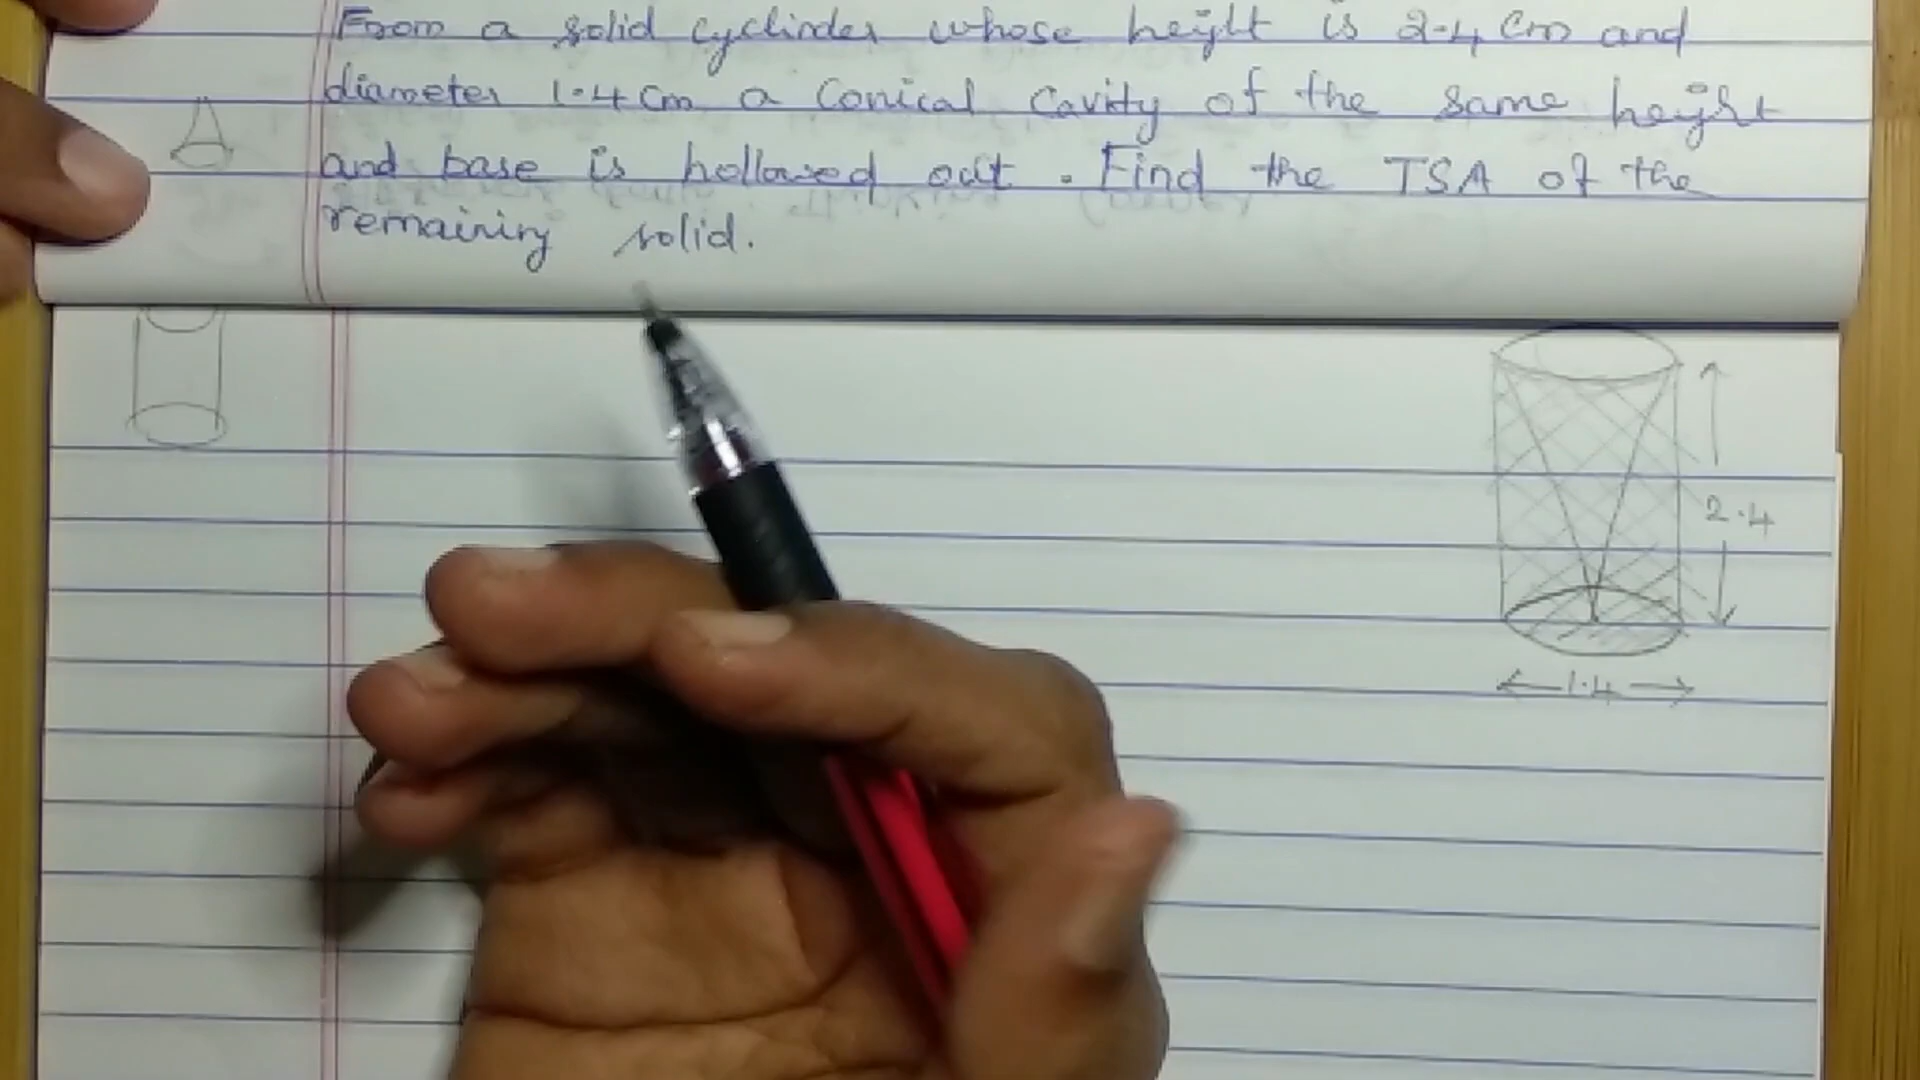 From a solid cyclinder whose height is 2.4 cm and
diameter 1.4 cm a Conical Cavity of the same height
and base is hollowed out. Find the TSA of the
remaining solid.
2.4
1.4